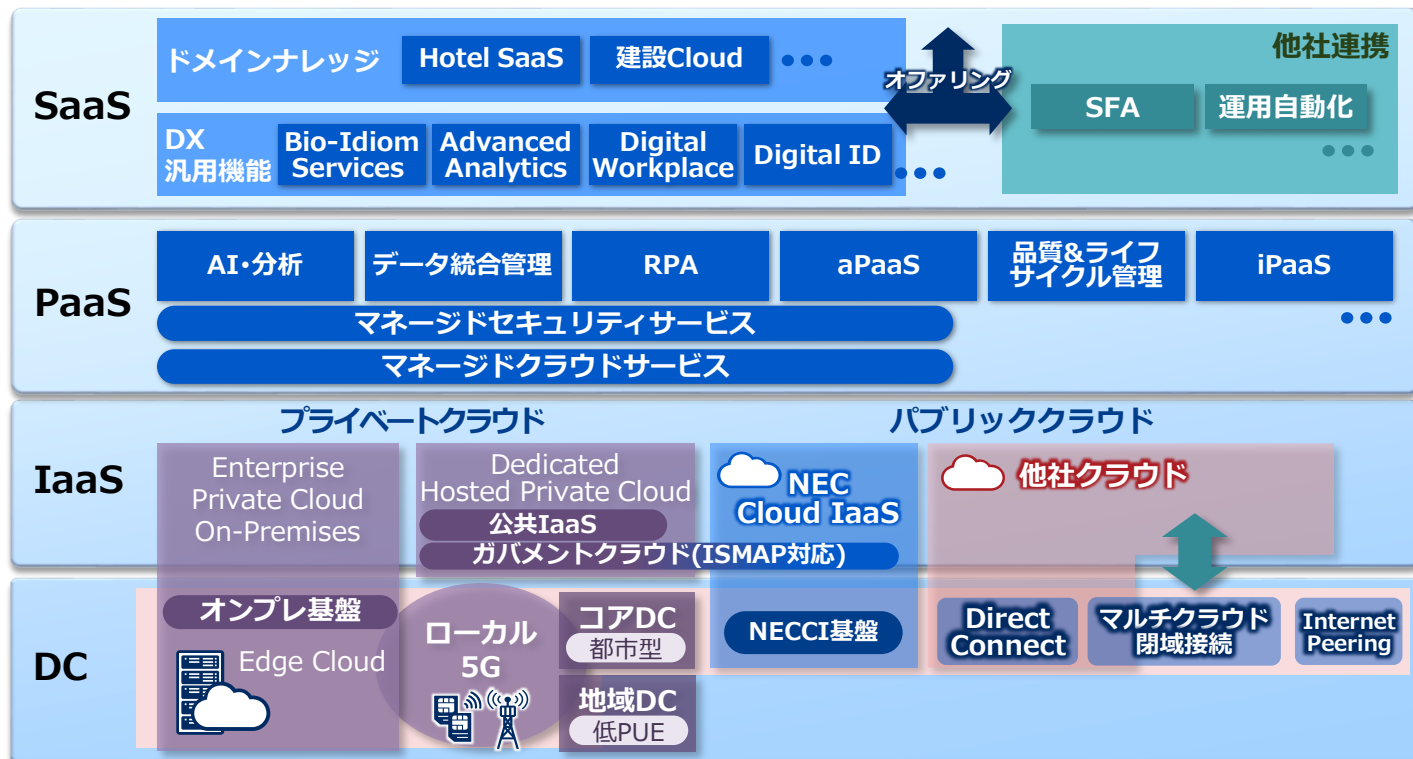 SaaS
ドメインナレッジ
Hotel SaaS
建設Cloud
•••
オファリング
他社連携
SFA
運用自動化
•••
DX
汎用機能
Bio-Idiom
Services
Advanced
Analytics
Digital
Workplace
Digital ID
•••
PaaS
AI・分析
データ統合管理
RPA
aPaaS
品質&ライフ
サイクル管理
iPaaS
•••
マネージドセキュリティサービス
マネージドクラウドサービス
IaaS
プライベートクラウド
パブリッククラウド
Enterprise
Private Cloud
On-Premises
Dedicated
Hosted Private Cloud
公共IaaS
ガバメントクラウド(ISMAP対応)
NEC
Cloud IaaS
他社クラウド
DC
オンプレ基盤
Edge Cloud
ローカル
5G
コアDC
都市型
地域DC
低PUE
NECCI基盤
Direct
Connect
マルチクラウド
閉域接続
Internet
Peering